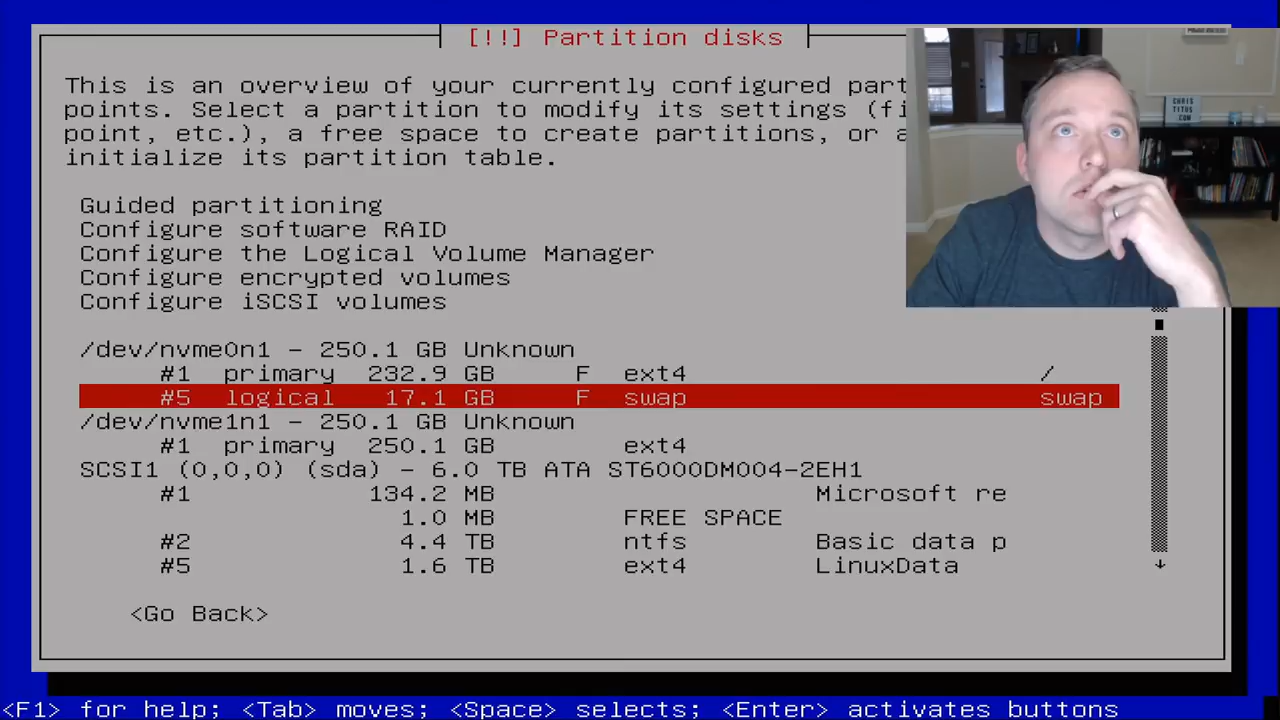 [!!] Partition disks
This is an overview of your currently configured part
points. Select a partition to modify its settings (fi
point, etc.), a free space to create partitions, or a
initialize its partition table.
Guided partitioning
Configure software RAID
Configure the Logical Volume Manager
Configure encrypted volumes
Configure iSCSI volumes
/dev/nvme0n1 - 250.1 GB Unknown
#1 primary 232.9 GB F ext4 /
#5 logical 17.1 GB F swap swap
/dev/nvme1n1 - 250.1 GB Unknown
#1 primary 250.1 GB ext4
SCSI1 (0,0,0) (sda) - 6.0 TB ATA ST6000DM004-2EH1
#1 134.2 MB Microsoft re
1.0 MB FREE SPACE
#2 4.4 TB ntfs Basic data p
#5 1.6 TB ext4 LinuxData
<Go Back>
<F1> for help; <Tab> moves; <Space> selects; <Enter> activates buttons
CHRIS
TITUS
COM